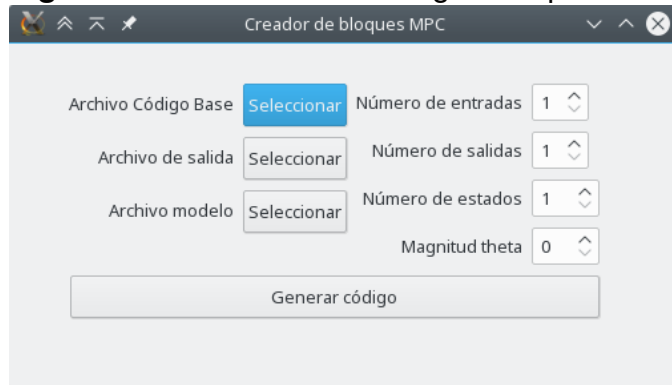 Creador de bloques MPC
Archivo Código Base Seleccionar Número de entradas 1
Archivo de salida Seleccionar Número de salidas 1
Archivo modelo Seleccionar Número de estados 1
Magnitud theta 0
Generar código